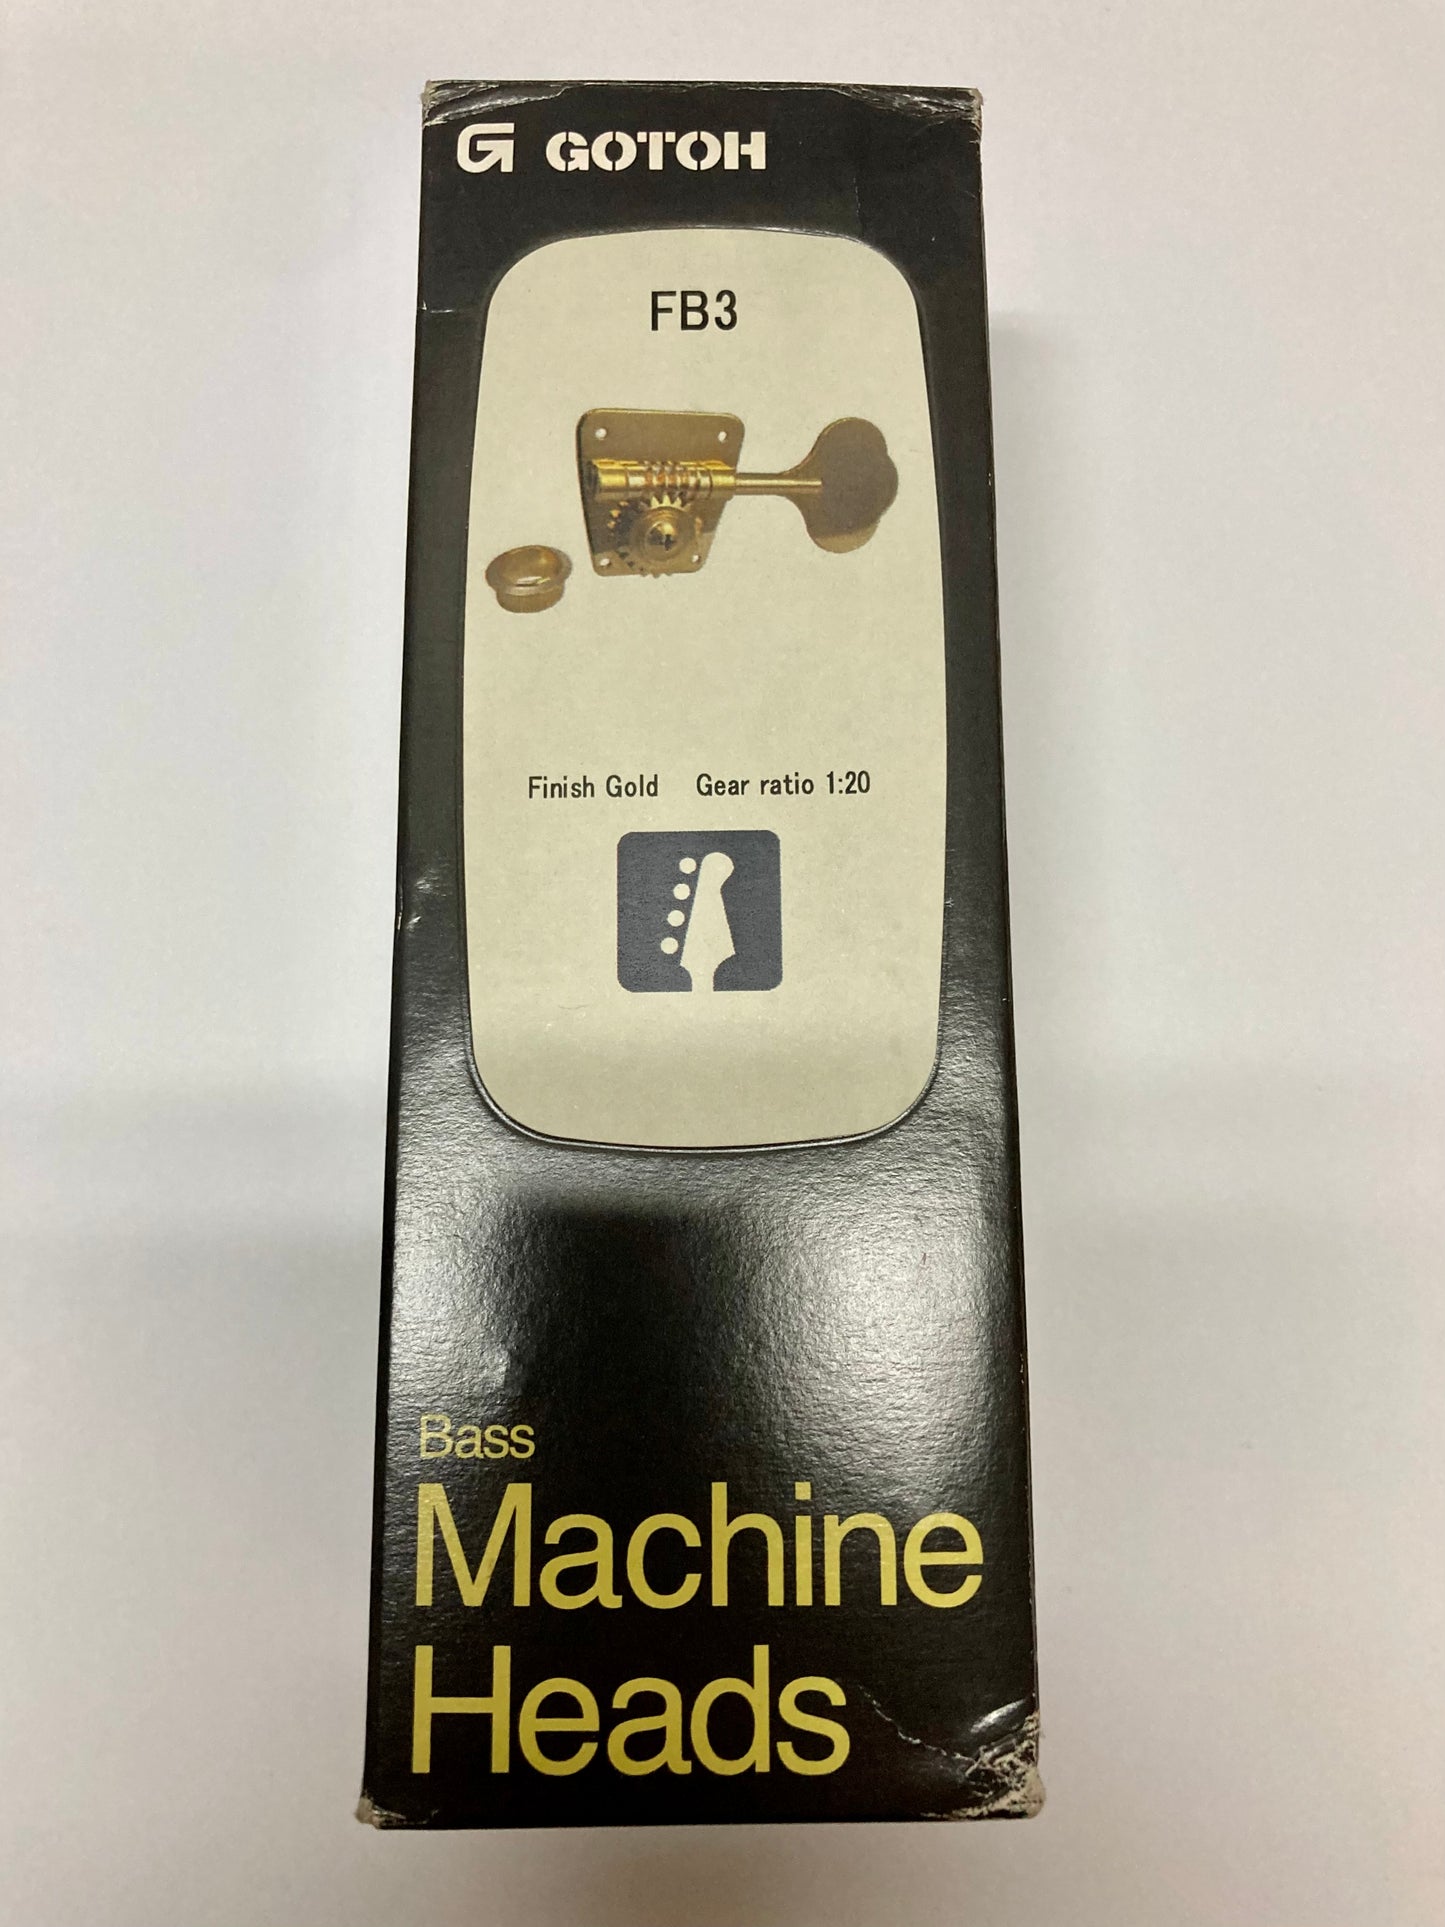 GOTOH
FB3
Finish Gold Gear ratio 1:20
Bass
Machine
Heads